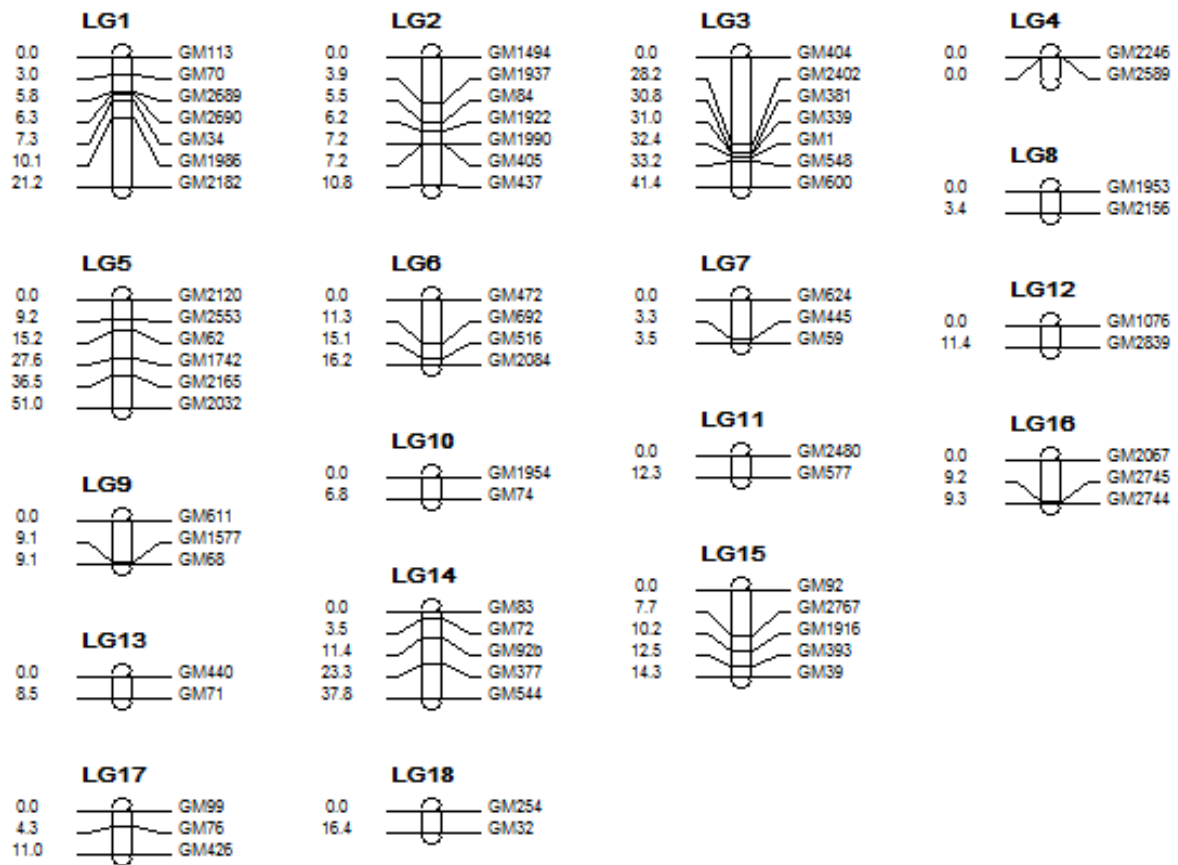 LG1
0.0 GM113
3.0 GM70
5.8 GM2689
6.3 GM2690
7.3 GM34
10.1 GM1986
21.2 GM2182
LG2
0.0 GM1494
3.9 GM1937
5.5 GM84
6.2 GM1922
7.2 GM1990
7.2 GM405
10.8 GM437
LG3
0.0 GM404
28.2 GM2402
30.8 GM381
31.0 GM339
32.4 GM1
33.2 GM548
41.4 GM600
LG4
0.0 GM2246
0.0 GM2589
LG8
0.0 GM1953
3.4 GM2156
LG5
0.0 GM2120
9.2 GM2553
15.2 GM62
27.6 GM1742
36.5 GM2165
51.0 GM2032
LG6
0.0 GM472
11.3 GM692
15.1 GM516
16.2 GM2084
LG7
0.0 GM624
3.3 GM445
3.5 GM59
LG12
0.0 GM1076
11.4 GM2839
LG9
0.0 GM611
9.1 GM1577
9.1 GM68
LG10
0.0 GM1954
6.8 GM74
LG11
0.0 GM2480
12.3 GM577
LG16
0.0 GM2067
9.2 GM2745
9.3 GM2744
LG13
0.0 GM440
8.5 GM71
LG14
0.0 GM83
3.5 GM72
11.4 GM92b
23.3 GM377
37.8 GM544
LG15
0.0 GM92
7.7 GM2767
10.2 GM1916
12.5 GM393
14.3 GM39
LG17
0.0 GM99
4.3 GM76
11.0 GM426
LG18
0.0 GM254
16.4 GM32